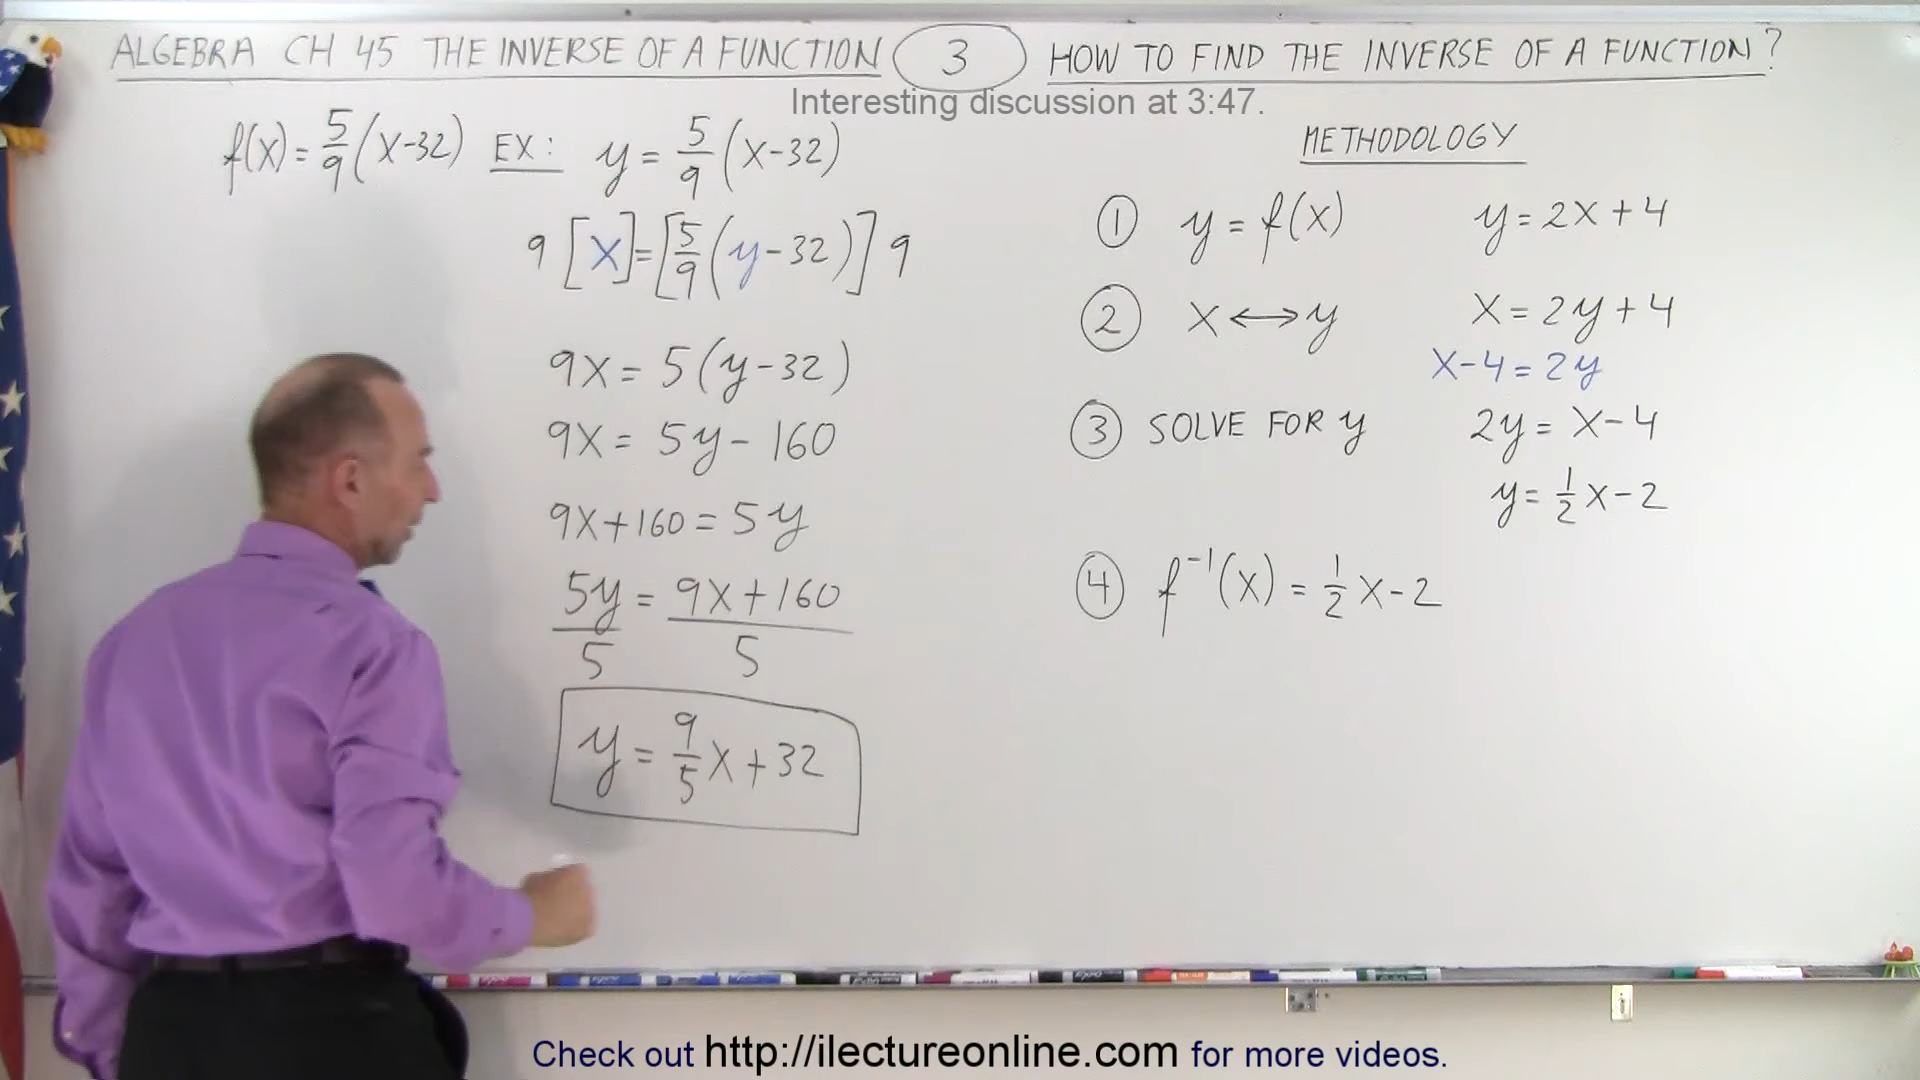 ALGEBRA CH 45 THE INVERSE OF A FUNCTION 3 HOW TO FIND THE INVERSE OF A FUNCTION?
Interesting discussion at 3:47.
f(x) = 5/9 (x-32) EX: y = 5/9 (x-32)
9 [x] = [5/9 (y-32)] 9
9x = 5(y-32)
9x = 5y - 160
9x+160 = 5y
5y/5 = 9x+160/5
y = 9/5 x + 32
METHODOLOGY
① y = f(x) y = 2x + 4
② x ↔ y x = 2y + 4
x-4 = 2y
③ SOLVE FOR y 2y = x-4
y = 1/2 x - 2
④ f⁻¹(x) = 1/2 x - 2
Check out http://ilectureonline.com for more videos.